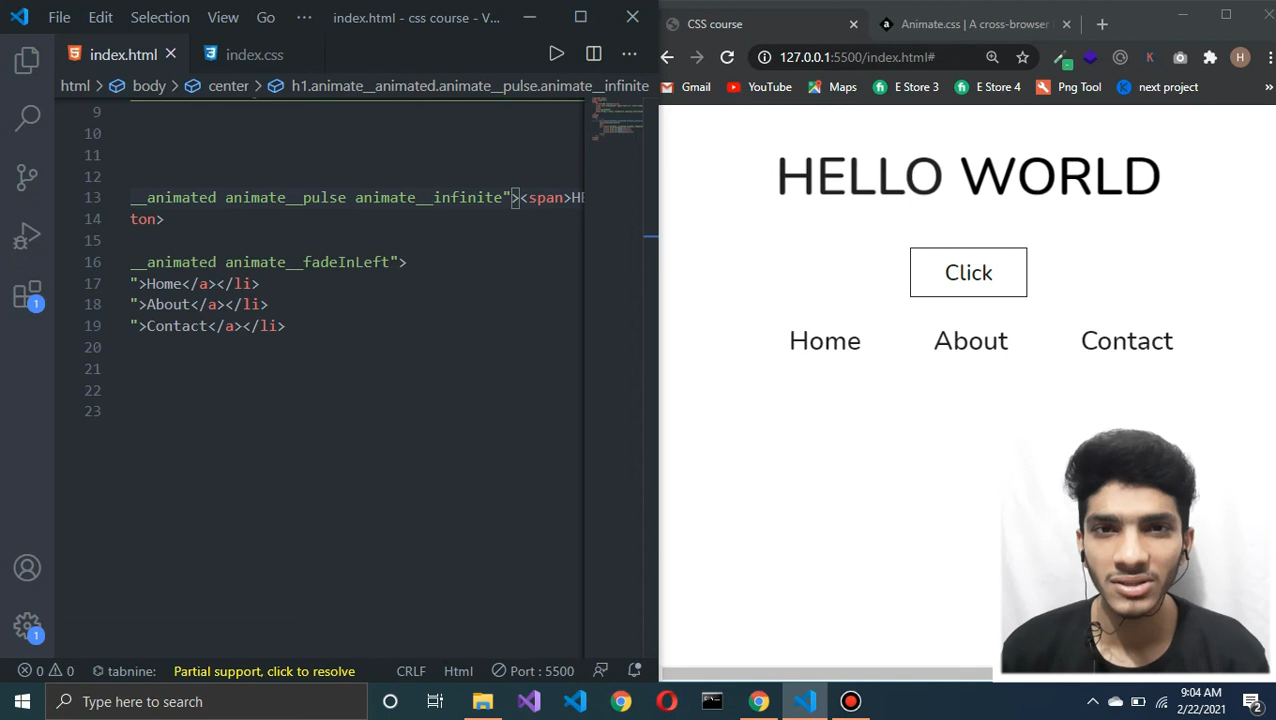 File Edit Selection View Go ··· index.html - css course - V...
CSS course
Animate.css | A cross-browser
index.html
index.css
127.0.0.1:5500/index.html#
K
H
html body center h1.animate__animated.animate__pulse.animate__infinite
Gmail YouTube Maps E Store 3 E Store 4 Png Tool next project »
9
10
11
12
13 __animated animate__pulse animate__infinite"><span>HE
14 ton>
15
16 __animated animate__fadeInLeft">
17 ">Home</a></li>
18 ">About</a></li>
19 ">Contact</a></li>
20
21
22
23
HELLO WORLD
Click
Home About Contact
1
1
0 0 tabnine: Partial support, click to resolve CRLF Html Port : 5500
Type here to search
9:04 AM
2/22/2021
2